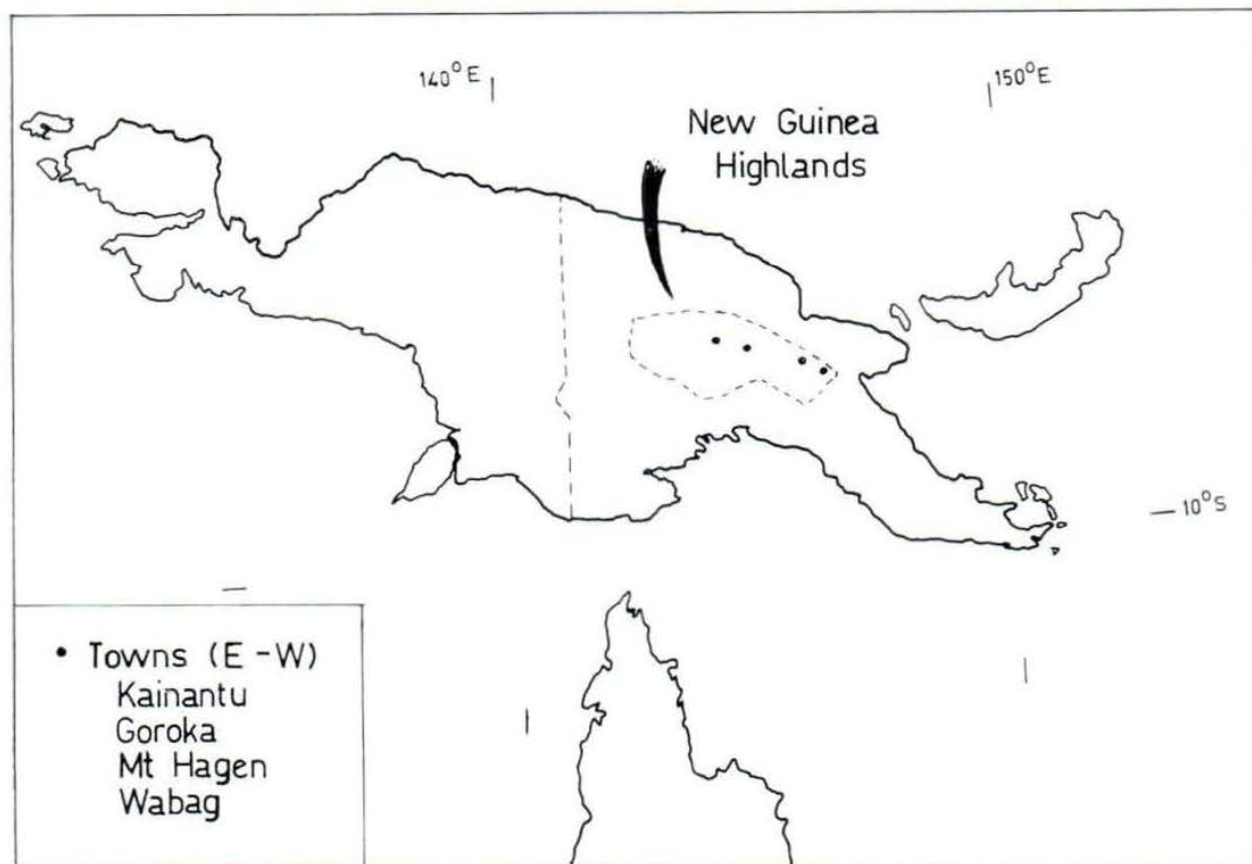 140°E
150°E
New Guinea
Highlands
10°S
• Towns (E-W)
Kainantu
Goroka
Mt Hagen
Wabag